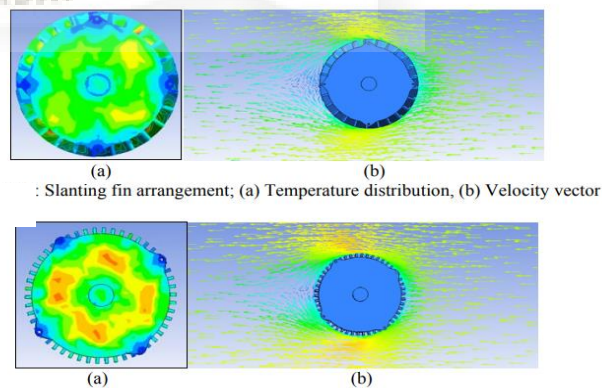 (a) (b)
: Slanting fin arrangement; (a) Temperature distribution, (b) Velocity vector
(a) (b)